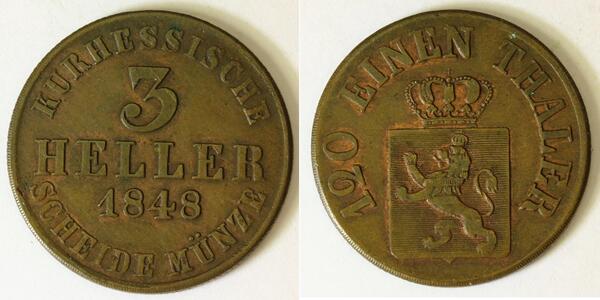 KURHESSISCHE
3
HELLER
1848
SCHEIDE MÜNZE
120 EINEN THALER